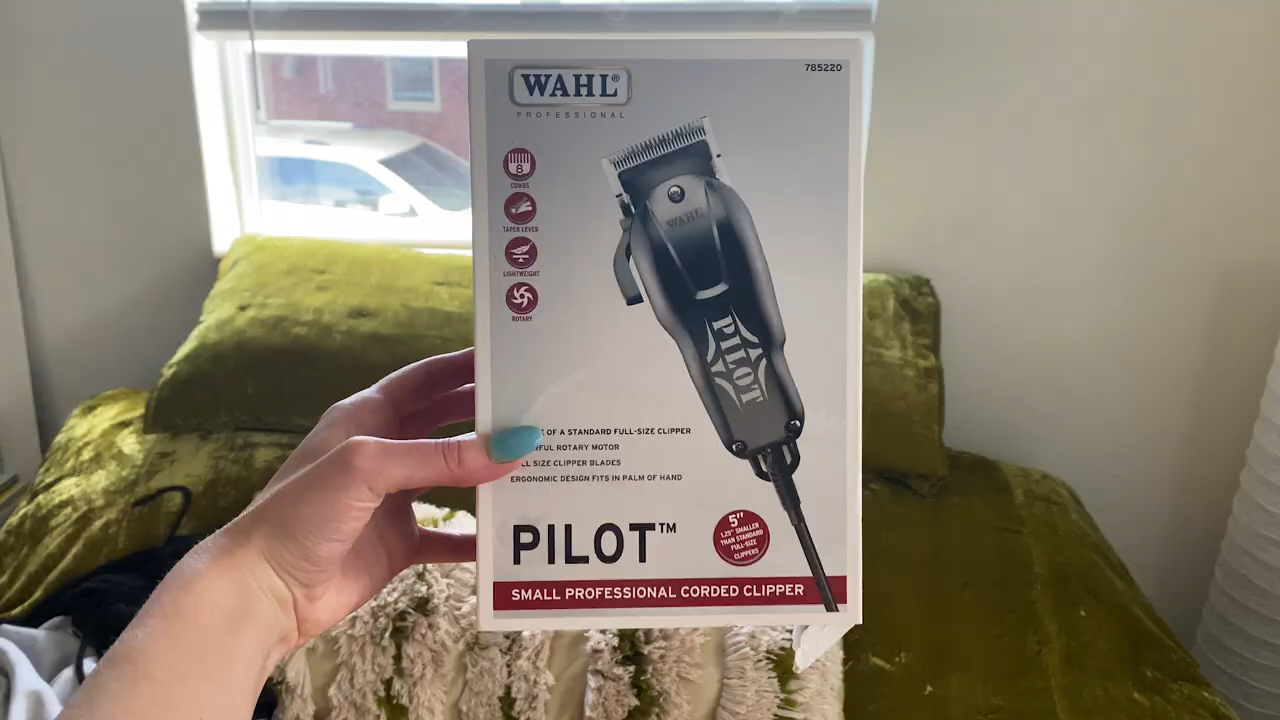 WAHL®
PROFESSIONAL
785220
8
COMBS
TAPER LEVER
LIGHTWEIGHT
ROTARY
WAHL
PILOT
OF A STANDARD FULL-SIZE CLIPPER
ROTARY MOTOR
SIZE CLIPPER BLADES
ERGONOMIC DESIGN FITS IN PALM OF HAND
PILOT™
5"
1.25" SMALLER
THAN STANDARD
FULL-SIZE
CLIPPERS
SMALL PROFESSIONAL CORDED CLIPPER